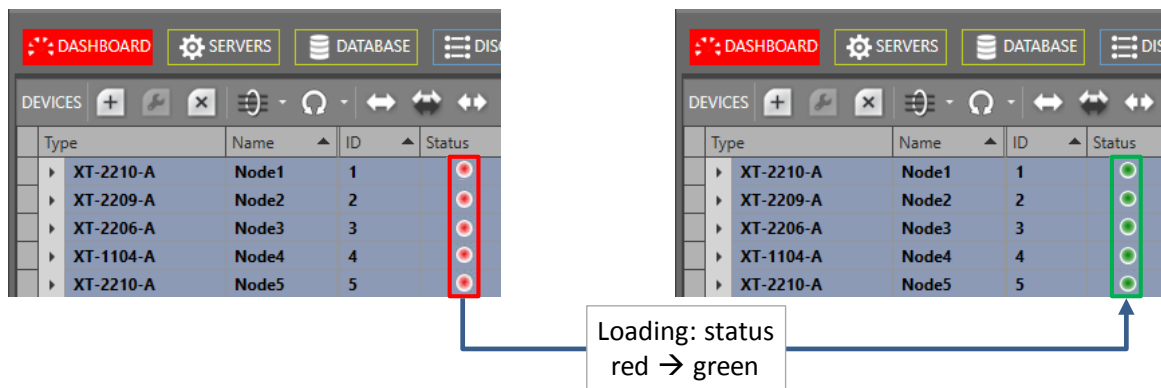 DASHBOARD SERVERS DATABASE DISC
DEVICES
Type Name ID Status
XT-2210-A Node1 1
XT-2209-A Node2 2
XT-2206-A Node3 3
XT-1104-A Node4 4
XT-2210-A Node5 5
DASHBOARD SERVERS DATABASE DIS
DEVICES
Type Name ID Status
XT-2210-A Node1 1
XT-2209-A Node2 2
XT-2206-A Node3 3
XT-1104-A Node4 4
XT-2210-A Node5 5
Loading: status
red → green